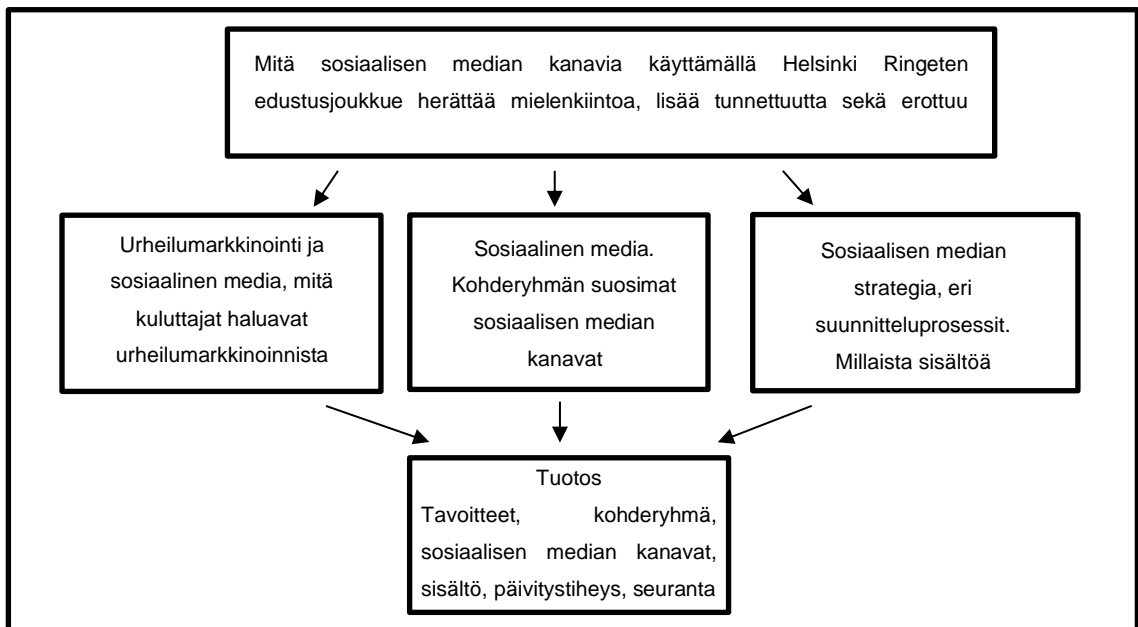 Mitä sosiaalisen median kanavia käyttämällä Helsinki Ringeten
edustusjoukkue herättää mielenkiintoa, lisää tunnettuutta sekä erottuu
Urheilumarkkinointi ja
sosiaalinen media, mitä
kuluttajat haluavat
urheilumarkkinoinnista
Sosiaalinen media.
Kohderyhmän suosimat
sosiaalisen median
kanavat
Sosiaalisen median
strategia, eri
suunnitteluprosessit.
Millaista sisältöä
Tuotos
Tavoitteet, kohderyhmä,
sosiaalisen median kanavat,
sisältö, päivitystiheys, seuranta